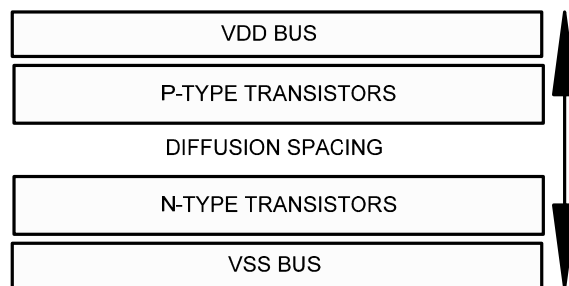 VDD BUS
P-TYPE TRANSISTORS
DIFFUSION SPACING
N-TYPE TRANSISTORS
VSS BUS